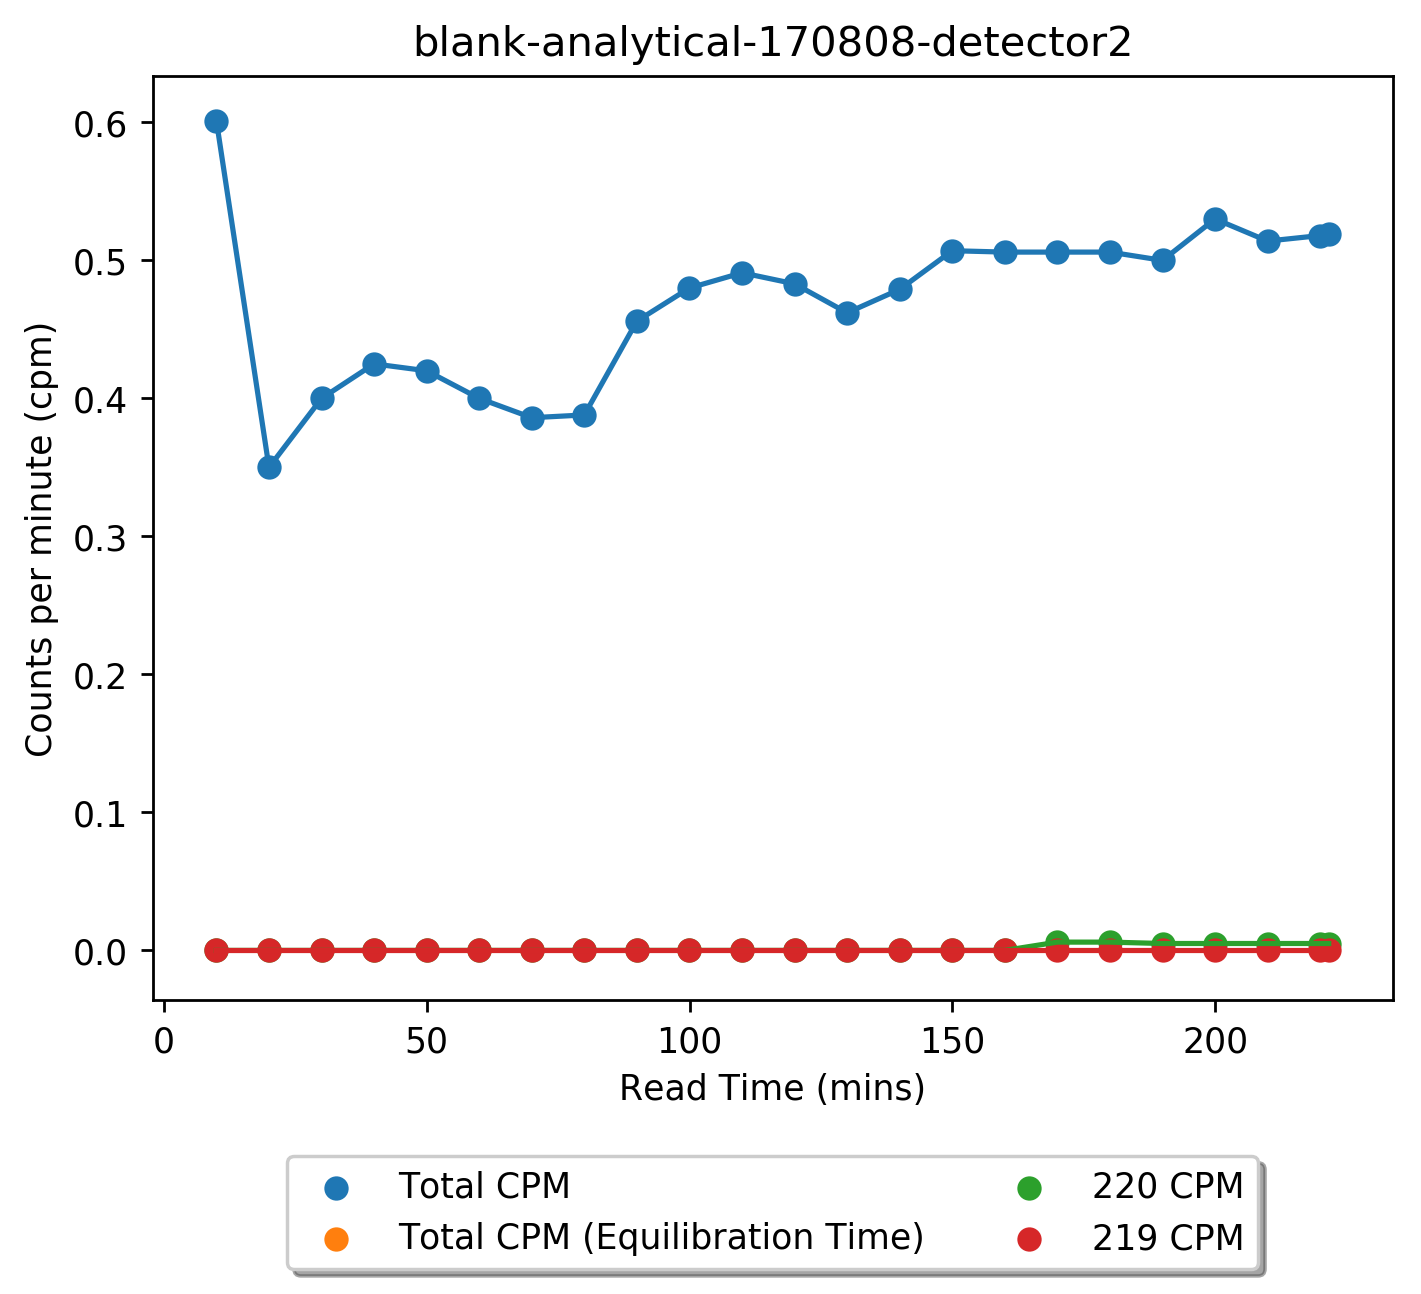 blank-analytical-170808-detector2
0.6
0.5
0.4
0.3
0.2
0.1
0.0
Counts per minute (cpm)
0 50 100 150 200
Read Time (mins)
Total CPM
Total CPM (Equilibration Time)
220 CPM
219 CPM